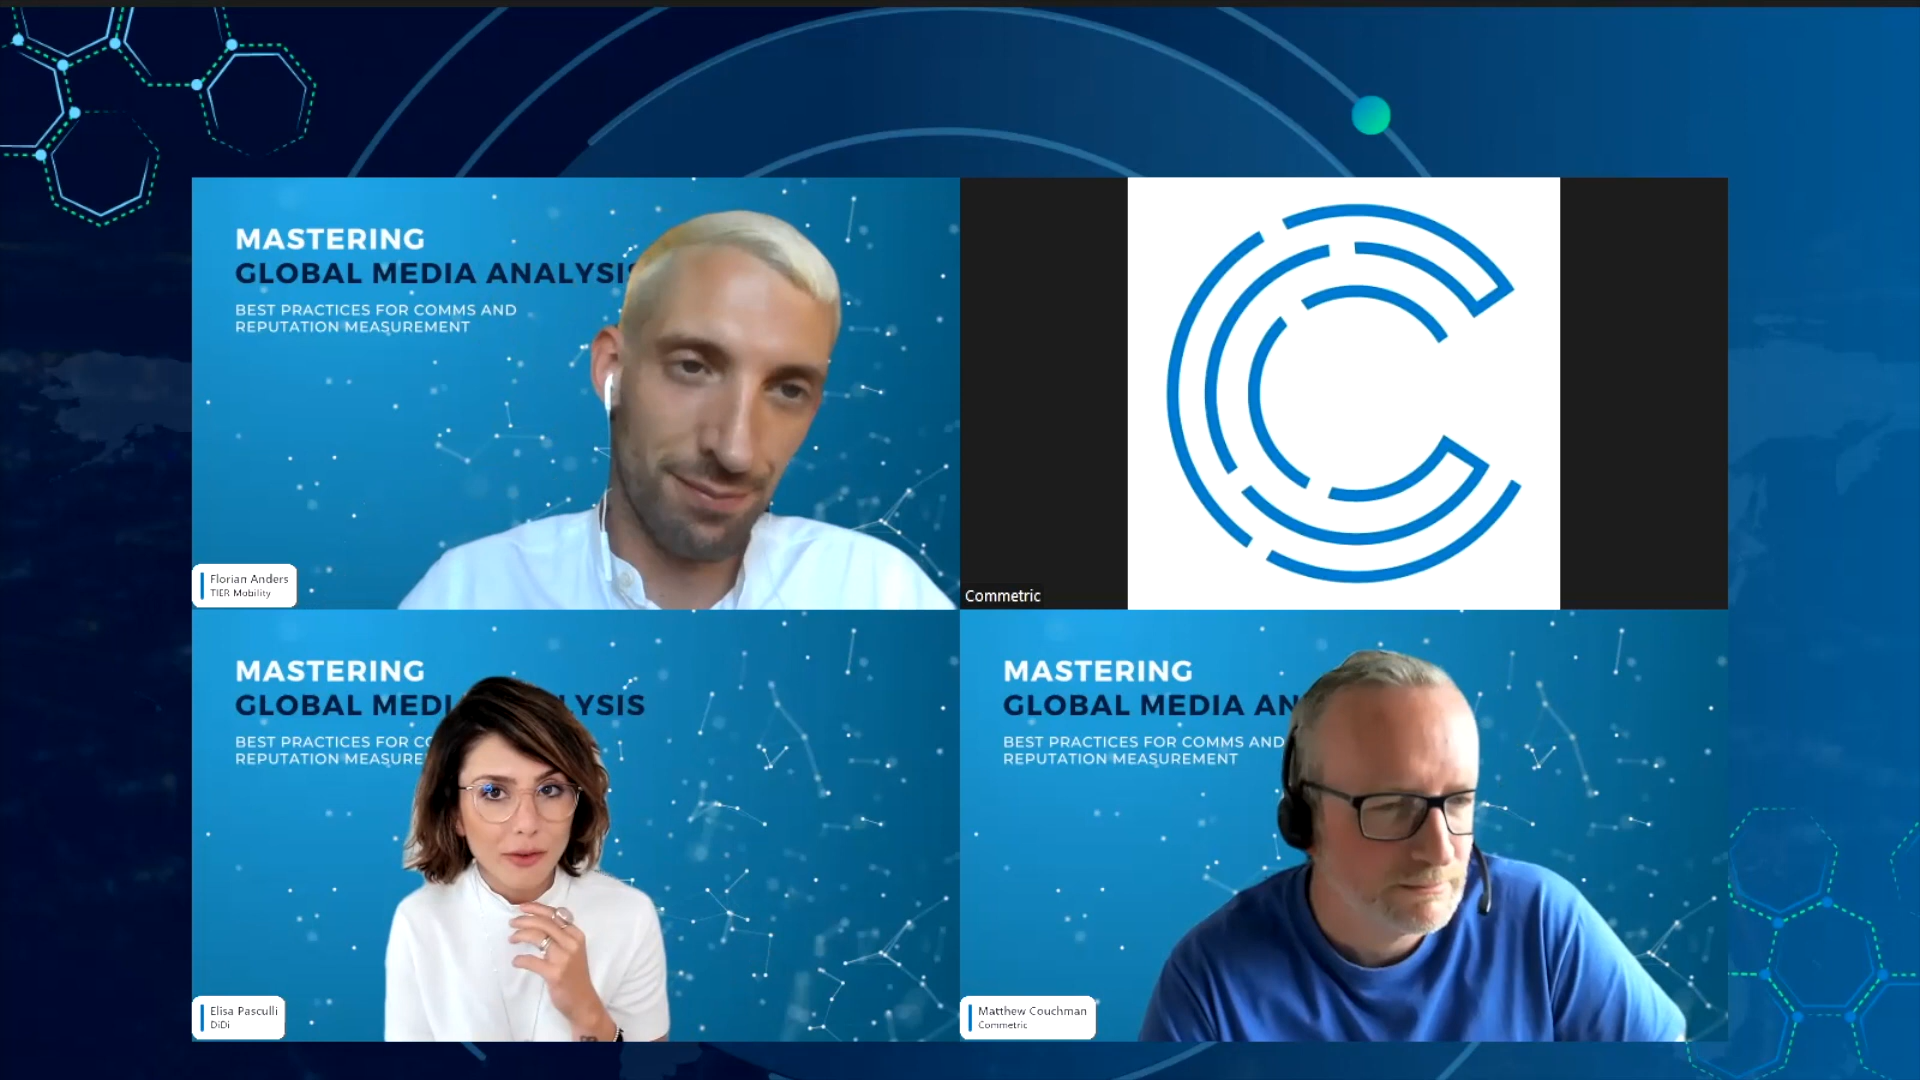 MASTERING
GLOBAL MEDIA ANALYSIS
BEST PRACTICES FOR COMMS AND
REPUTATION MEASUREMENT
Florian Anders
TIER Mobility
Commetric
MASTERING
GLOBAL MEDI YSIS
BEST PRACTICES FOR
REPUTATION MEASURE
Elisa Pasculli
DiDi
MASTERING
GLOBAL MEDIA AN
BEST PRACTICES FOR COMMS AND
REPUTATION MEASUREMENT
Matthew Couchman
Commetric